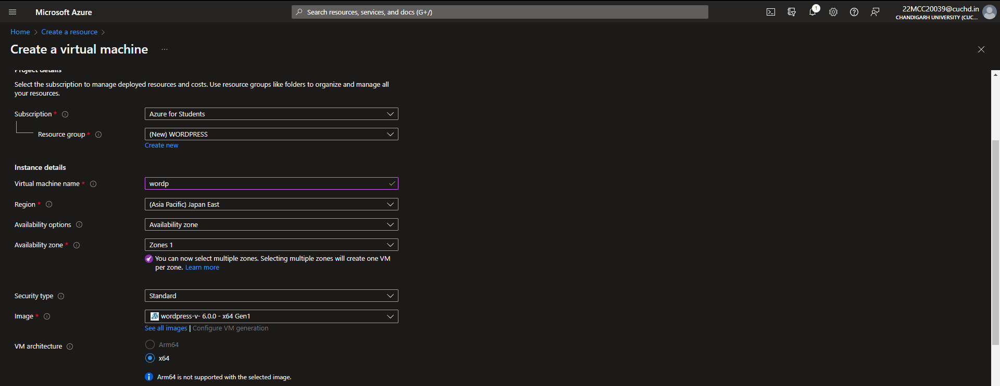 Microsoft Azure
Search resources, services, and docs (G+/)
1
22MCC20039@cuchd.in
CHANDIGARH UNIVERSITY (CUC...
Home > Create a resource >
Create a virtual machine ...
Project details
Select the subscription to manage deployed resources and costs. Use resource groups like folders to organize and manage all
your resources.
Subscription *
Azure for Students
Resource group *
(New) WORDPRESS
Create new
Instance details
Virtual machine name *
wordp
Region *
(Asia Pacific) Japan East
Availability options
Availability zone
Availability zone *
Zones 1
You can now select multiple zones. Selecting multiple zones will create one VM
per zone. Learn more
Security type
Standard
Image *
wordpress-v- 6.0.0 - x64 Gen1
See all images | Configure VM generation
VM architecture
Arm64
x64
Arm64 is not supported with the selected image.